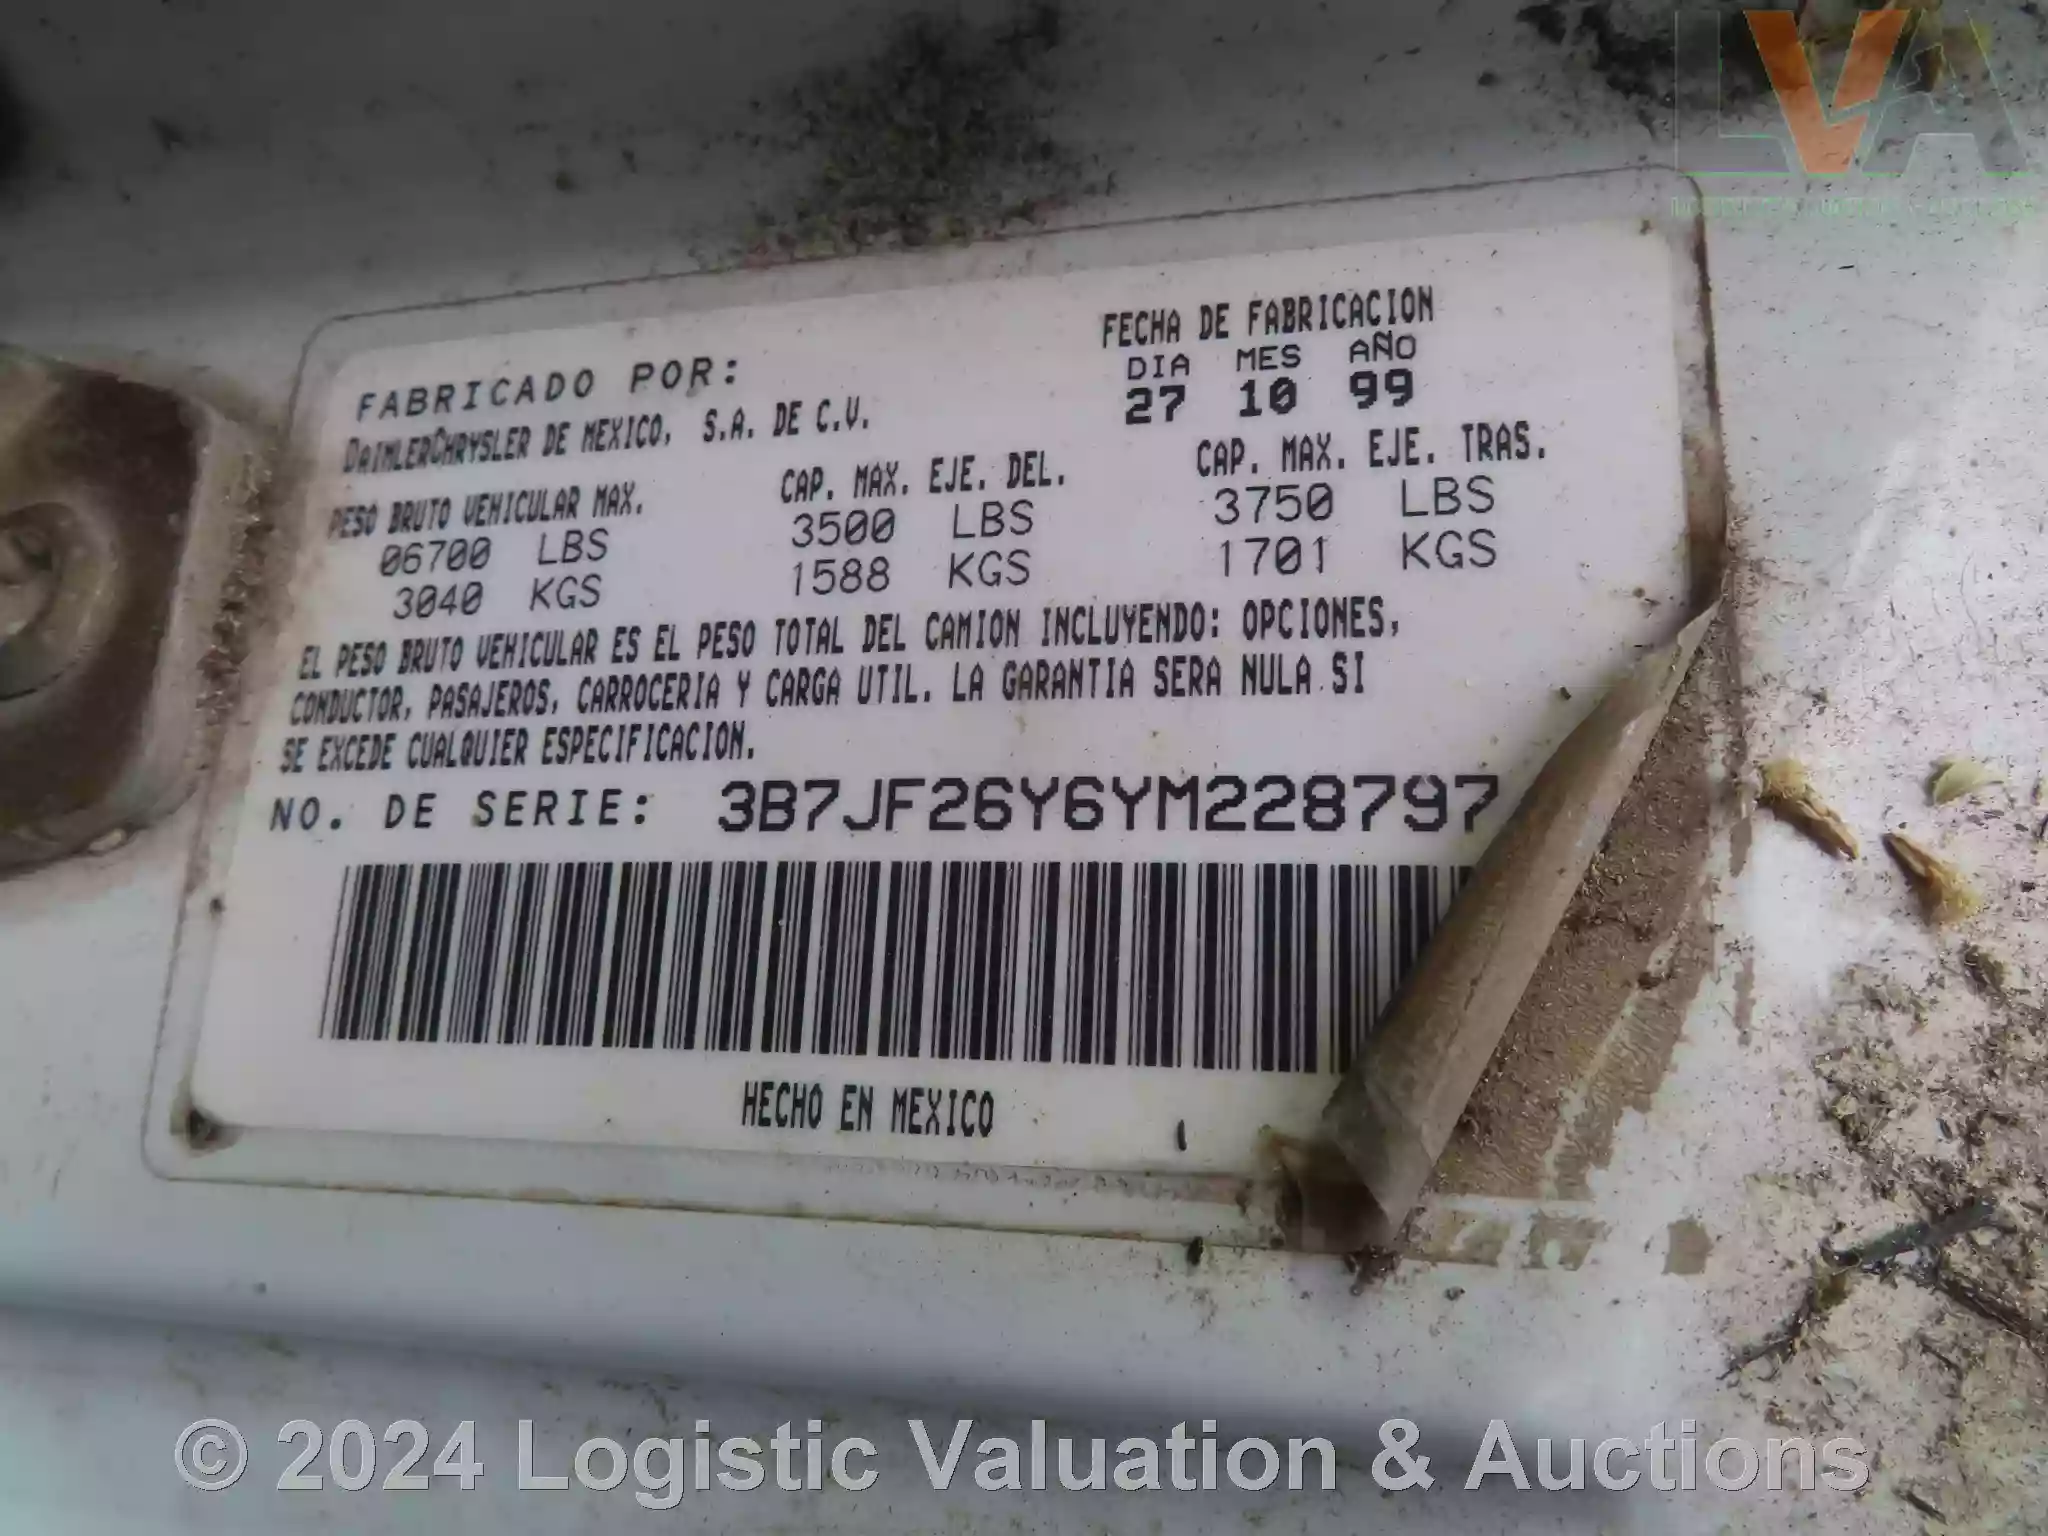 LVA
FABRICADO POR:
DAIMLERCHRYSLER DE MEXICO, S.A. DE C.V.
FECHA DE FABRICACION
DIA MES AÑO
27 10 99
PESO BRUTO VEHICULAR MAX. CAP. MAX. EJE. DEL. CAP. MAX. EJE. TRAS.
06700 LBS 3500 LBS 3750 LBS
3040 KGS 1588 KGS 1701 KGS
EL PESO BRUTO VEHICULAR ES EL PESO TOTAL DEL CAMION INCLUYENDO: OPCIONES,
CONDUCTOR, PASAJEROS, CARROCERIA Y CARGA UTIL. LA GARANTIA SERA NULA SI
SE EXCEDE CUALQUIER ESPECIFICACION.
NO. DE SERIE: 3B7JF26Y6YM228797
HECHO EN MEXICO
© 2024 Logistic Valuation & Auctions